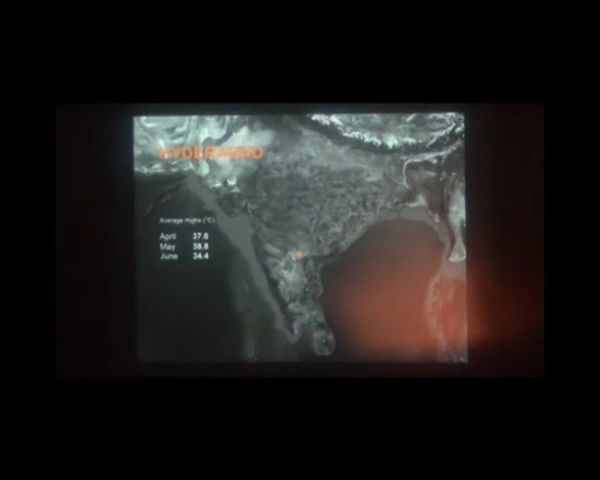 HYDERABAD
Average Highs (°C)
April 37.6
May 38.8
June 34.4